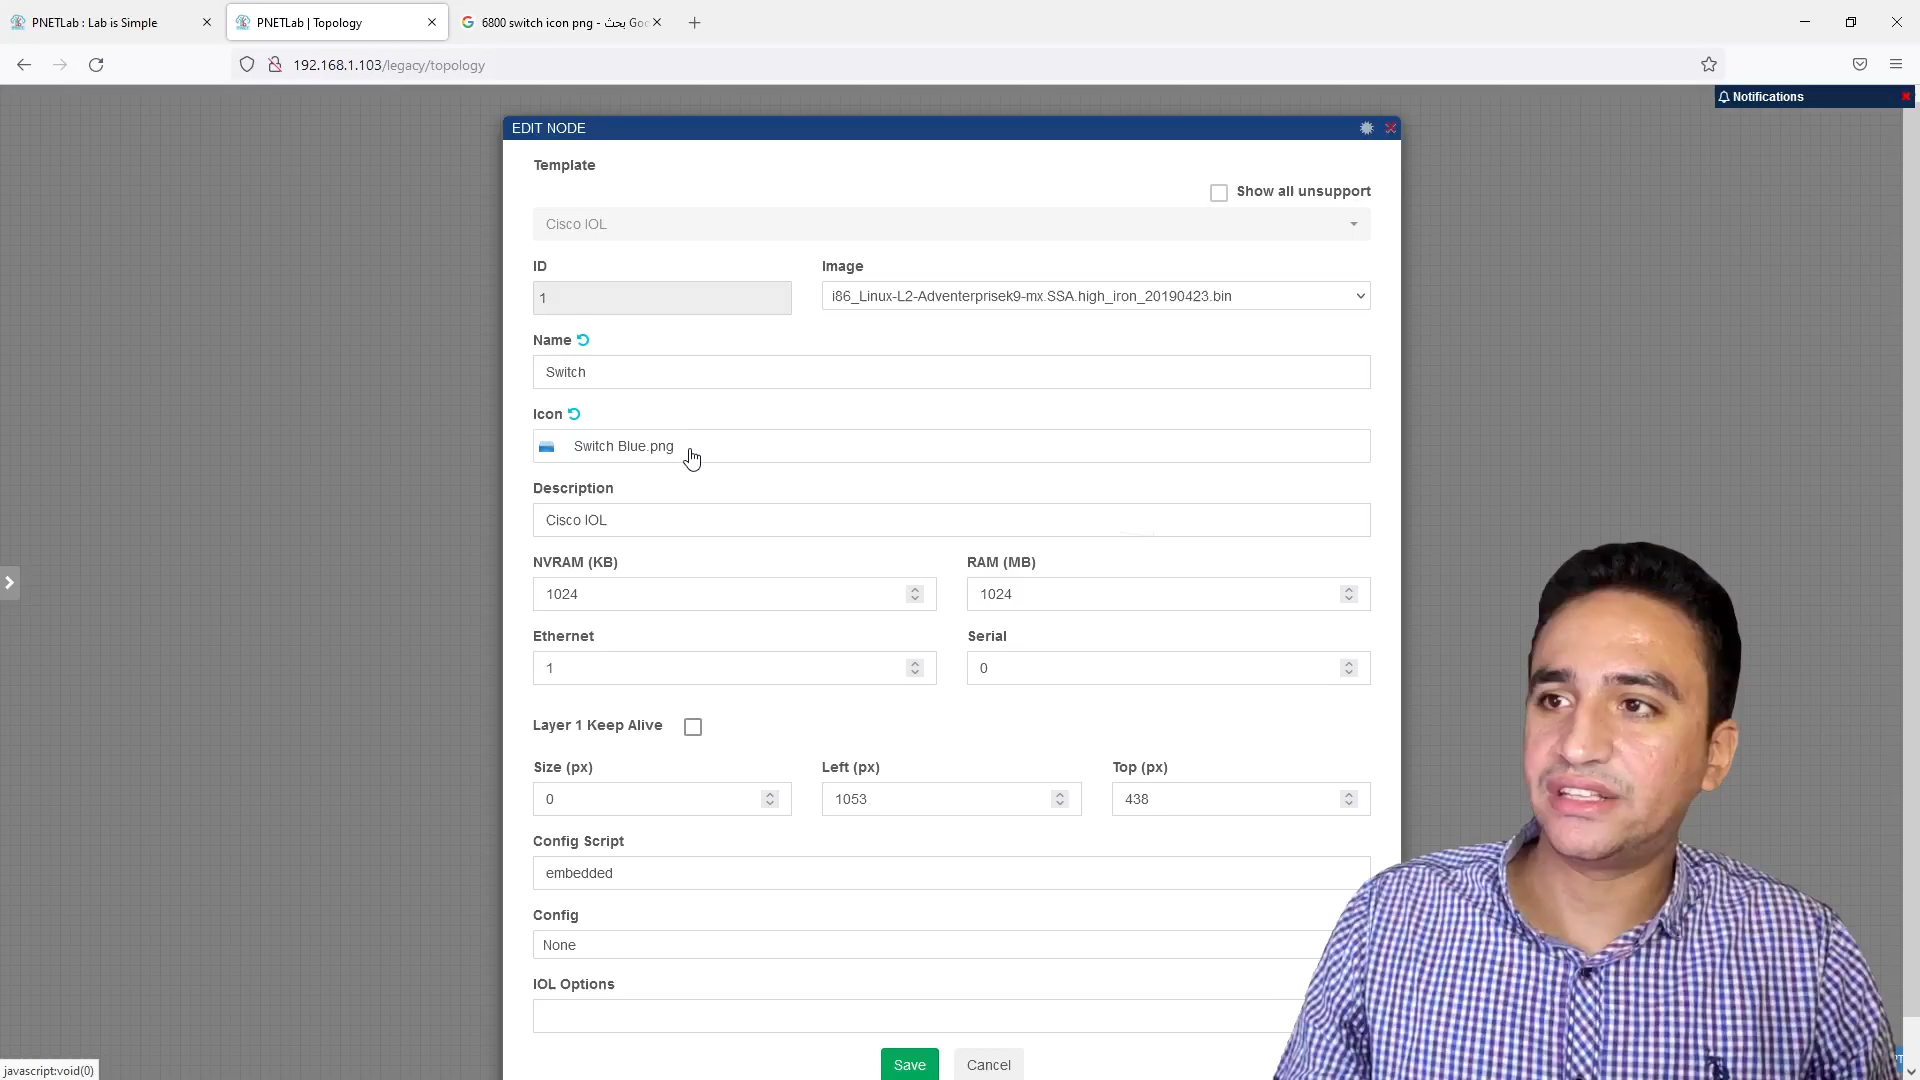 PNETLab : Lab is Simple
PNETLab | Topology
6800 switch icon png - بحث Goo
192.168.1.103/legacy/topology
Notifications
EDIT NODE
Template
Show all unsupport
Cisco IOL
ID
Image
1
i86_Linux-L2-Adventerprisek9-mx.SSA.high_iron_20190423.bin
Name
Switch
Icon
Switch Blue.png
Description
Cisco IOL
NVRAM (KB)
RAM (MB)
1024
1024
Ethernet
Serial
1
0
Layer 1 Keep Alive
Size (px)
Left (px)
Top (px)
0
1053
438
Config Script
embedded
Config
None
IOL Options
Save
Cancel
javascript:void(0)